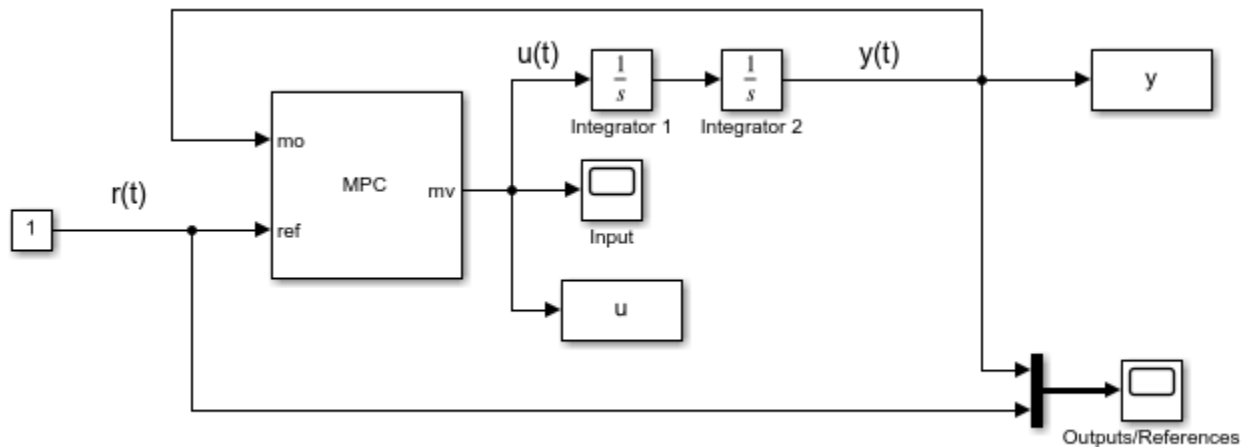 u(t)
y(t)
1
s
1
s
y
Integrator 1
Integrator 2
mo
MPC
mv
r(t)
1
ref
Input
u
Outputs/References